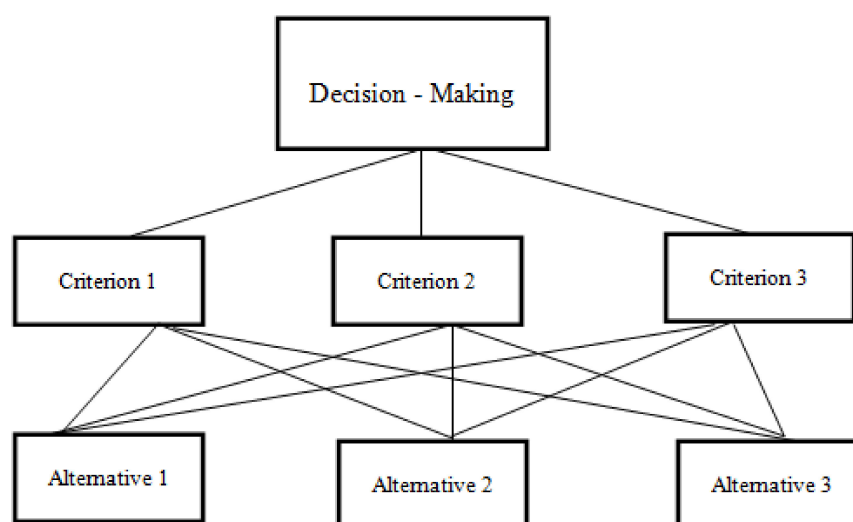 Decision - Making
Criterion 1
Criterion 2
Criterion 3
Alternative 1
Alternative 2
Alternative 3